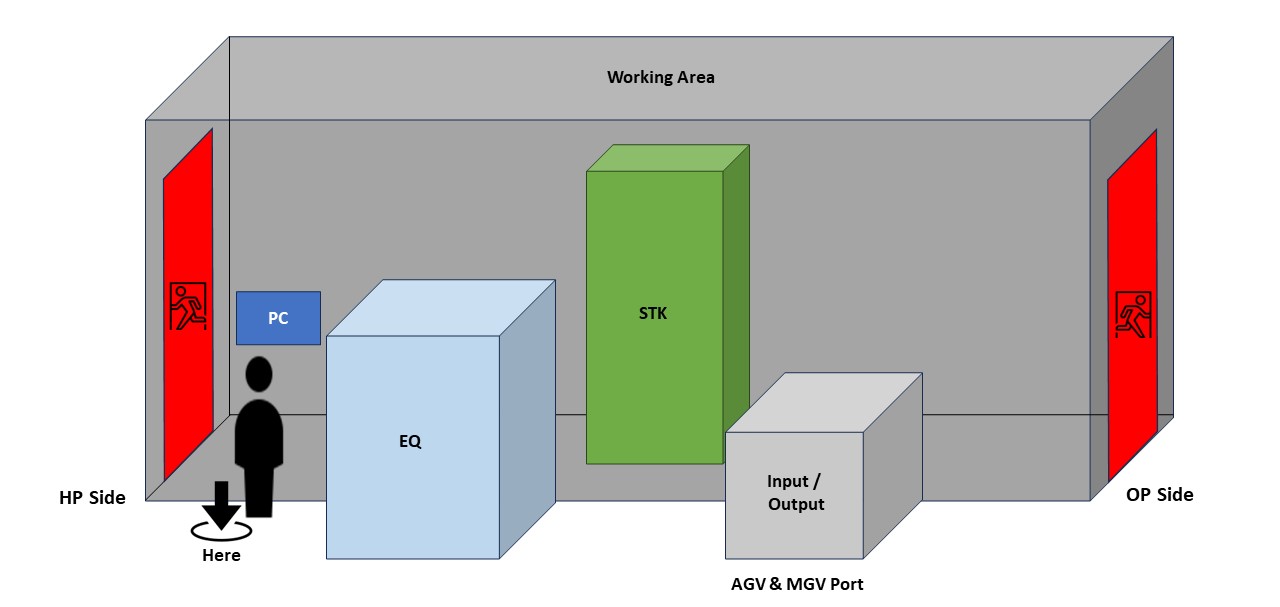 Working Area
PC
STK
EQ
Input /
Output
HP Side
OP Side
Here
AGV & MGV Port